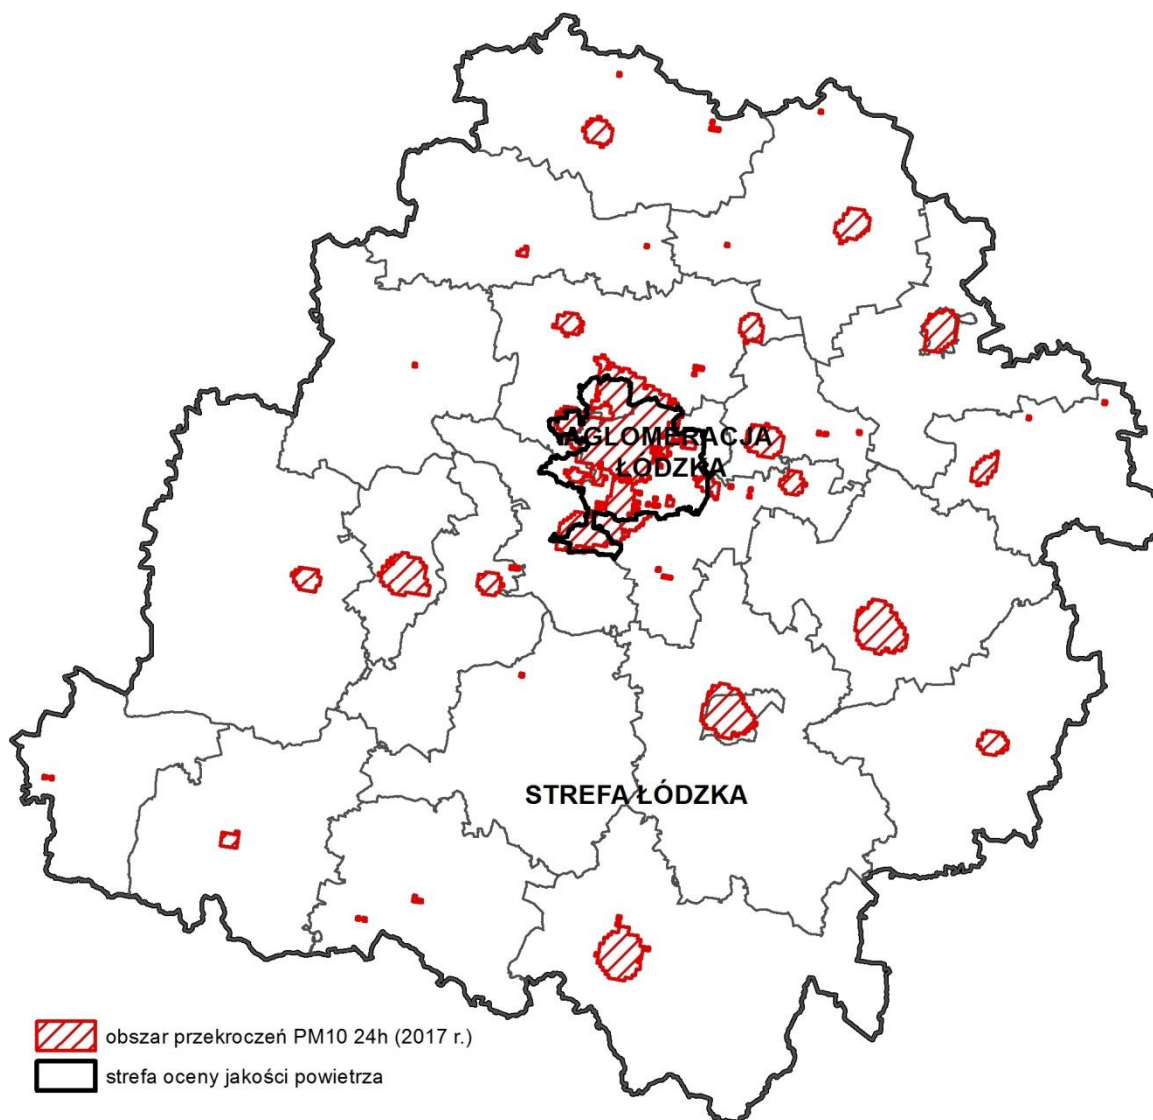 AGLOMERACJA
ŁÓDZKA
STREFA ŁÓDZKA
obszar przekroczeń PM10 24h (2017 r.)
strefa oceny jakości powietrza